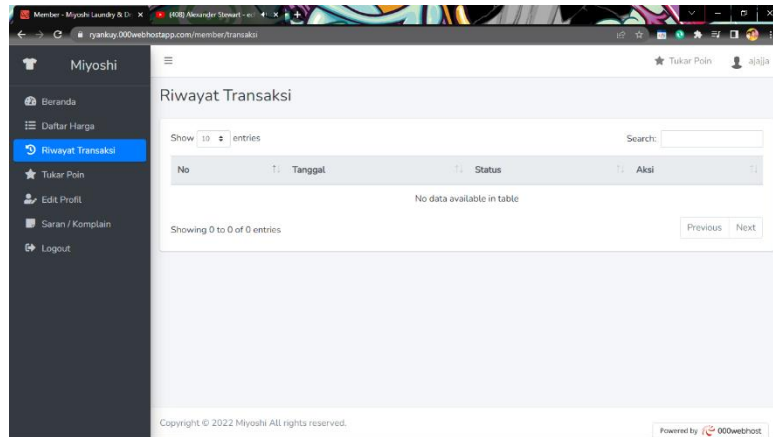 Member - Miyoshi Laundry & D
(408) Alexander Stewart - ec
ryankuy.000webhostapp.com/member/transaksi
Miyoshi
Tukar Poin ajajja
Beranda
Daftar Harga
Riwayat Transaksi
Tukar Poin
Edit Profil
Saran / Komplain
Logout
Riwayat Transaksi
Show 10 entries Search:
No Tanggal Status Aksi
No data available in table
Showing 0 to 0 of 0 entries Previous Next
Copyright © 2022 Miyoshi All rights reserved.
Powered by 000webhost